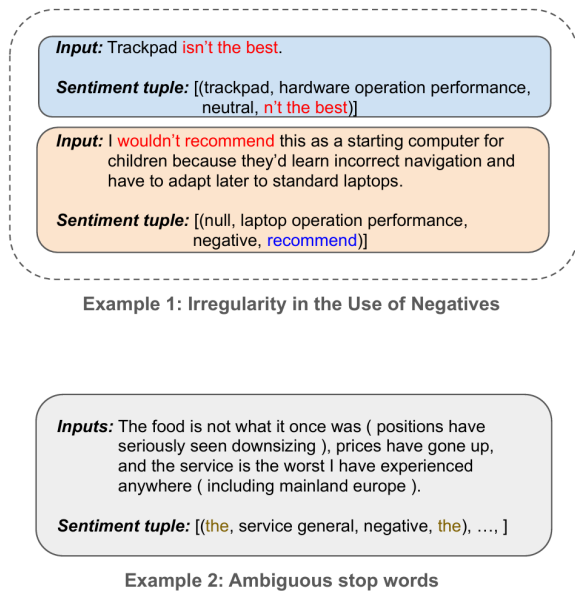 Input: Trackpad isn't the best.
Sentiment tuple: [(trackpad, hardware operation performance,
neutral, n't the best)]
Input: I wouldn't recommend this as a starting computer for
children because they'd learn incorrect navigation and
have to adapt later to standard laptops.
Sentiment tuple: [(null, laptop operation performance,
negative, recommend)]
Example 1: Irregularity in the Use of Negatives
Inputs: The food is not what it once was ( positions have
seriously seen downsizing ), prices have gone up,
and the service is the worst I have experienced
anywhere ( including mainland europe ).
Sentiment tuple: [(the, service general, negative, the), …, ]
Example 2: Ambiguous stop words